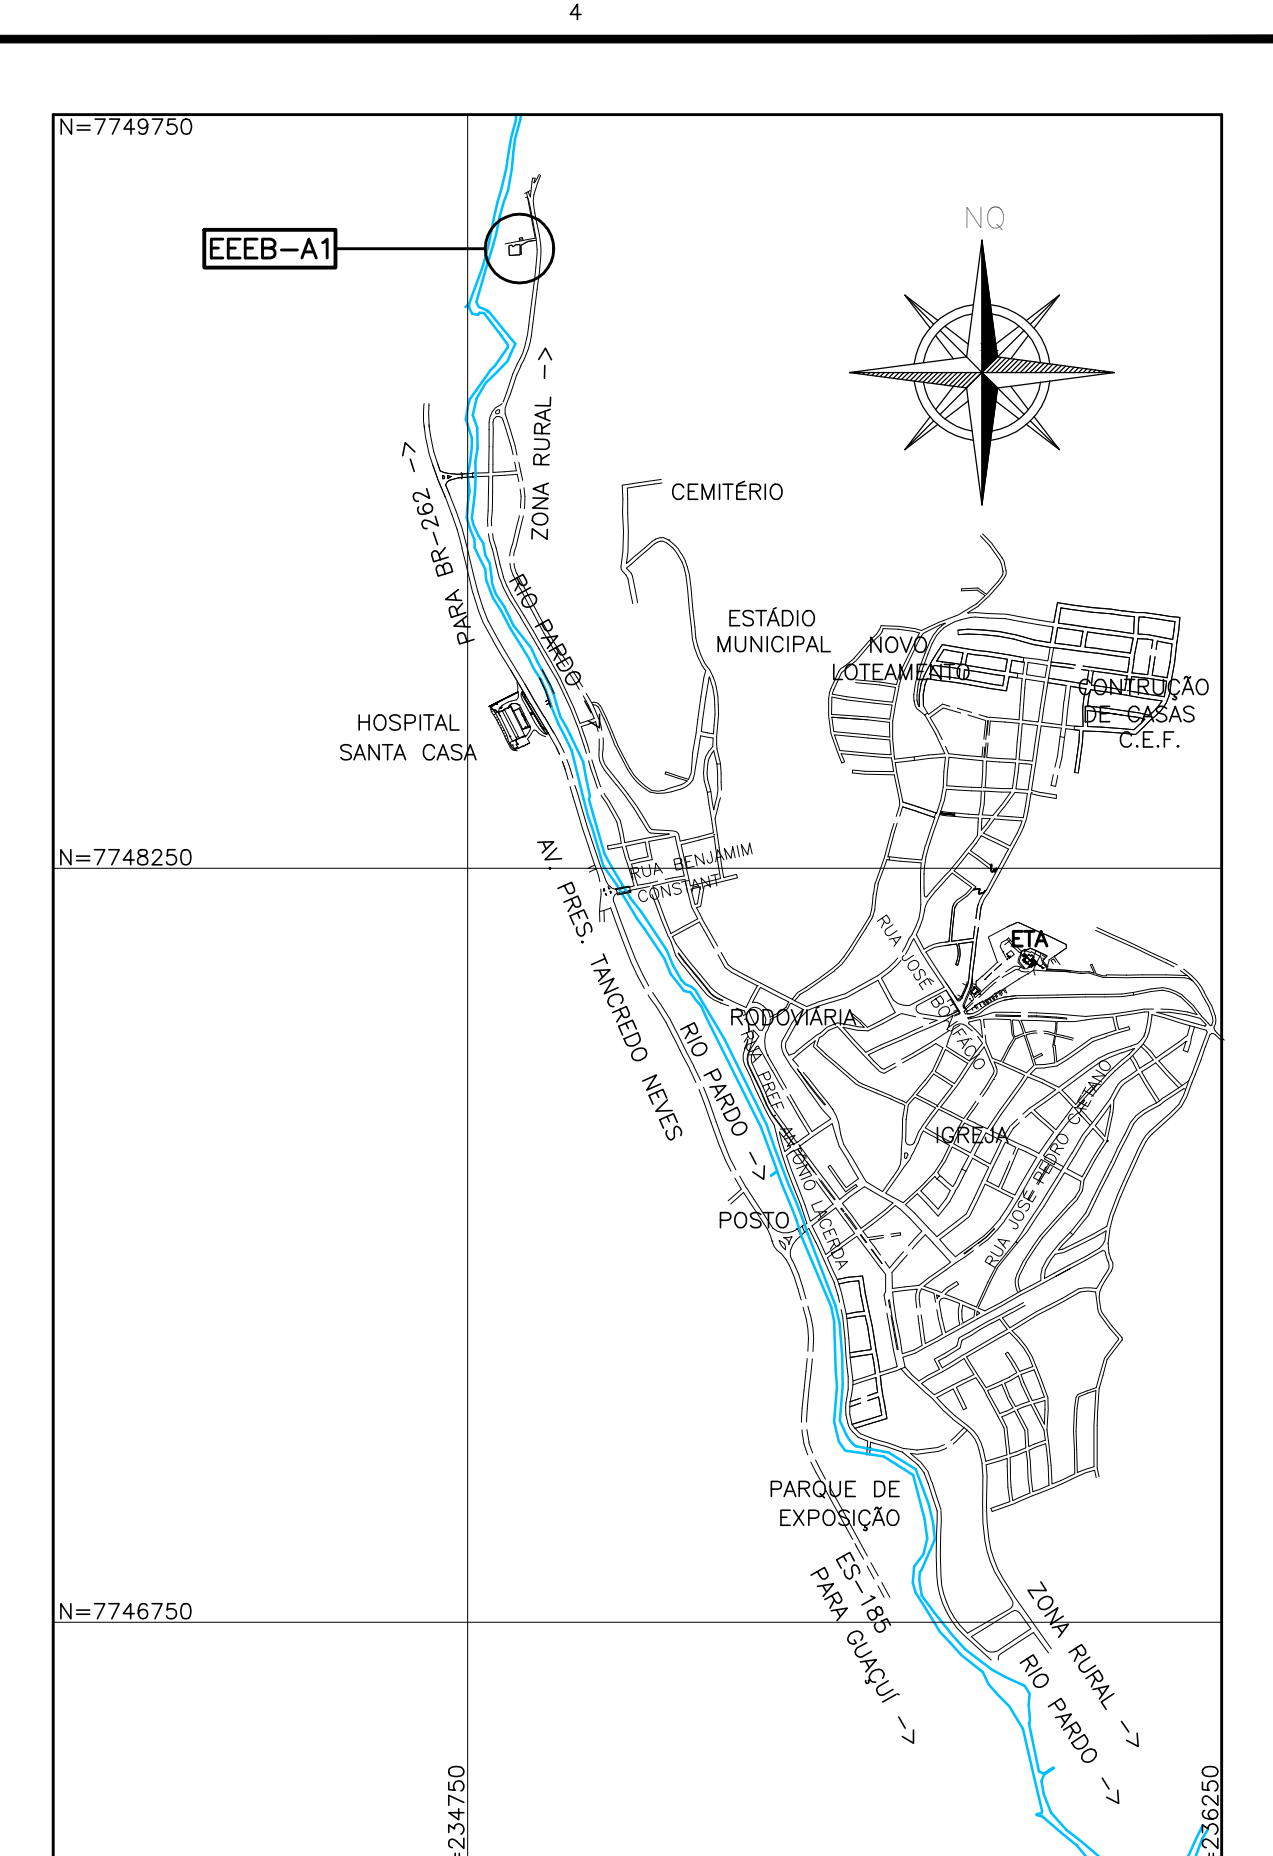 4
N=7749750
EEEB-A1
NQ
ZONA RURAL ->
PARA BR-262 ->
CEMITÉRIO
RIO PARDO
ESTÁDIO
MUNICIPAL
NOVO
LOTEAMENTO
CONTRUÇÃO
DE CASAS
C.E.F.
HOSPITAL
SANTA CASA
N=7748250
AV. PRES. TANCREDO NEVES
RUA BENJAMIM
CONSTANT
RUA JOSÉ BONIFÁCIO
ETA
RODOVIÁRIA
RIO PARDO ->
RUA PREF. ANTONIO LACERDA
IGREJA
RUA JOSÉ PEDRO CAETANO
POSTO
PARQUE DE
EXPOSIÇÃO
ES-185
PARA GUAÇUÍ ->
N=7746750
ZONA RURAL ->
RIO PARDO ->
=234750
=236250